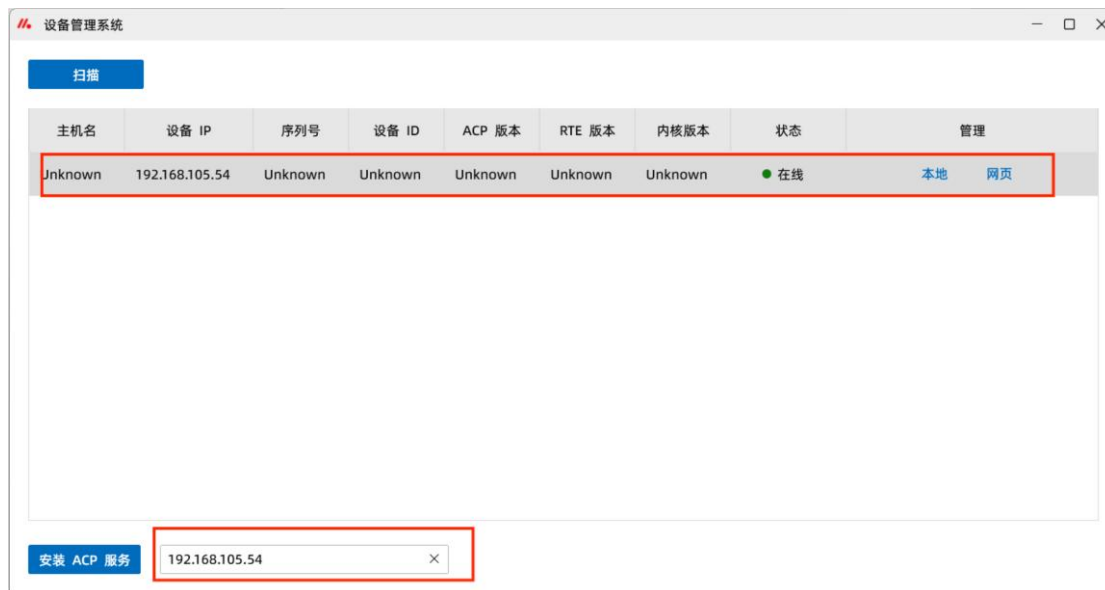 设备管理系统
扫描
主机名 设备 IP 序列号 设备 ID ACP 版本 RTE 版本 内核版本 状态 管理
Unknown 192.168.105.54 Unknown Unknown Unknown Unknown Unknown 在线 本地 网页
安装 ACP 服务 192.168.105.54